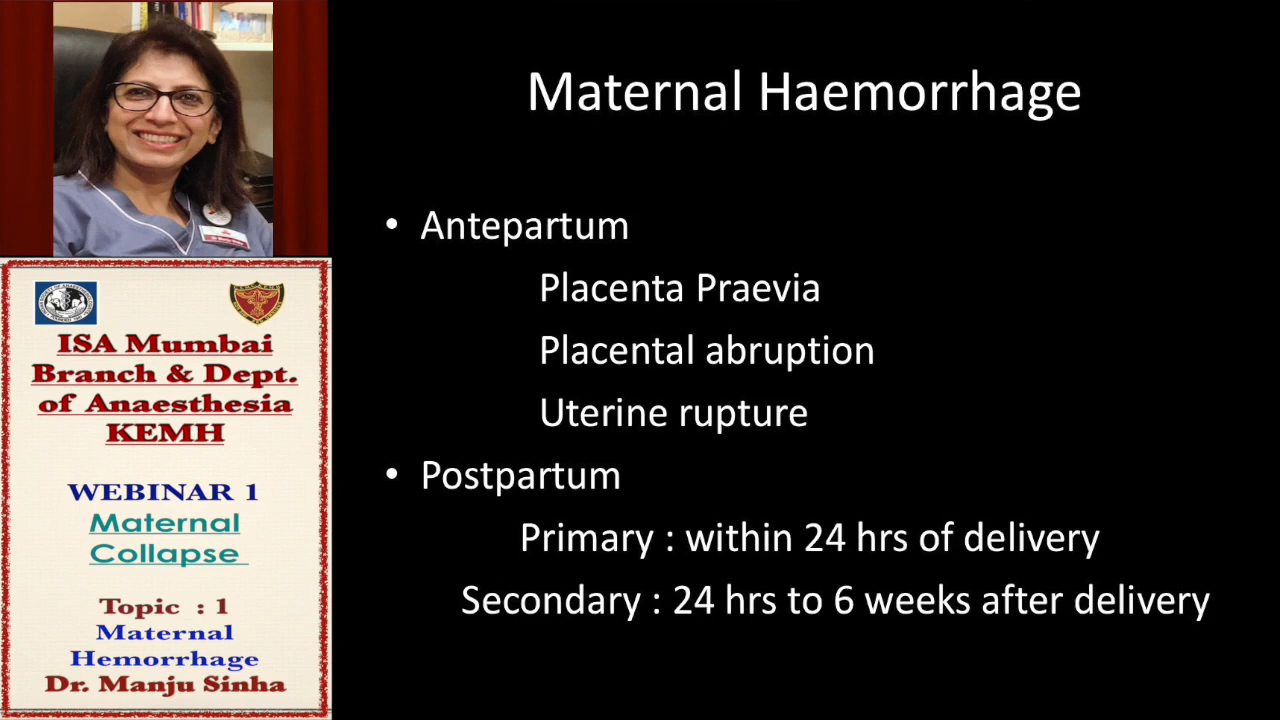 Maternal Haemorrhage
• Antepartum
Placenta Praevia
Placental abruption
Uterine rupture
• Postpartum
Primary : within 24 hrs of delivery
Secondary : 24 hrs to 6 weeks after delivery
ISA Mumbai
Branch & Dept.
of Anaesthesia
KEMH
WEBINAR 1
Maternal
Collapse
Topic : 1
Maternal
Hemorrhage
Dr. Manju Sinha